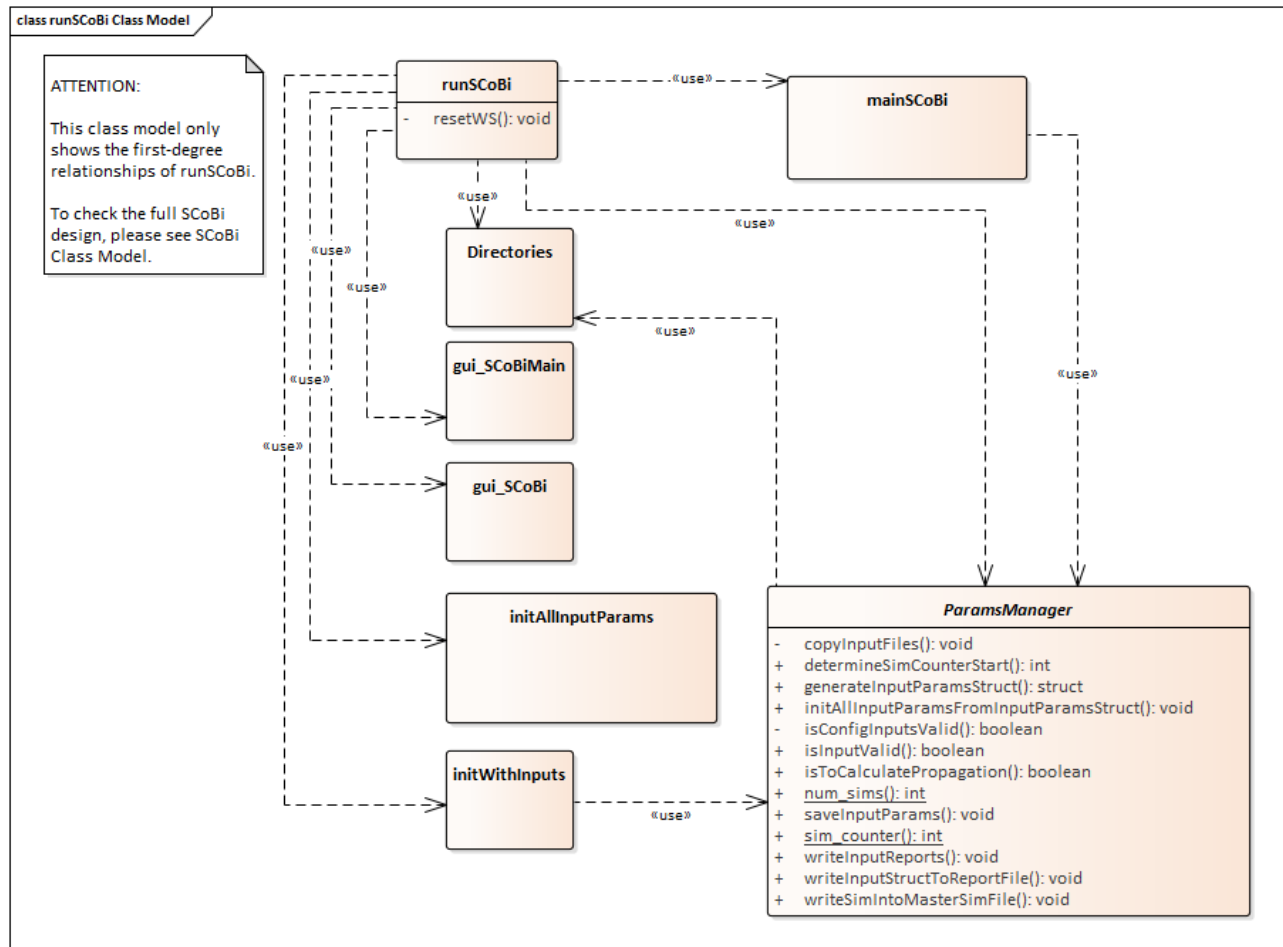 class runSCoBi Class Model
ATTENTION:
This class model only
shows the first-degree
relationships of runSCoBi.
To check the full SCoBi
design, please see SCoBi
Class Model.
runSCoBi
- resetWS(): void
«use»
mainSCoBi
«use»
«use»
«use»
«use»
Directories
«use»
«use»
gui_SCoBiMain
«use»
«use»
«use»
gui_SCoBi
initAllInputParams
initWithInputs
«use»
ParamsManager
- copyInputFiles(): void
+ determineSimCounterStart(): int
+ generateInputParamsStruct(): struct
+ initAllInputParamsFromInputParamsStruct(): void
- isConfigInputsValid(): boolean
+ isInputValid(): boolean
+ isToCalculatePropagation(): boolean
+ num_sims(): int
+ saveInputParams(): void
+ sim_counter(): int
+ writeInputReports(): void
+ writeInputStructToReportFile(): void
+ writeSimIntoMasterSimFile(): void